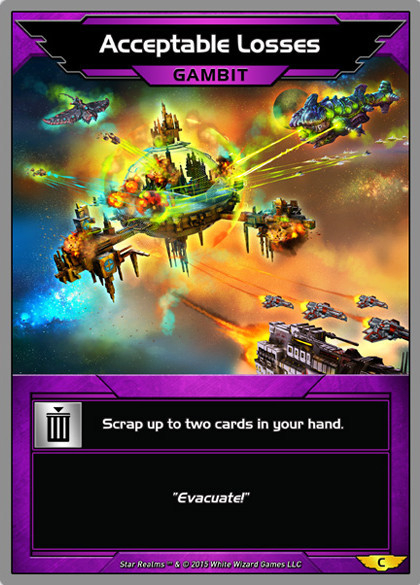 Acceptable Losses
GAMBIT
Scrap up to two cards in your hand.
"Evacuate!"
Star Realms™ & © 2015 White Wizard Games LLC
C